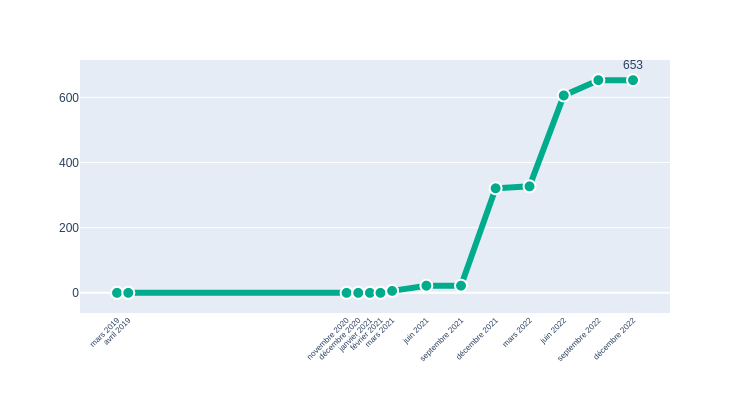 653
600
400
200
0
mars 2019
avril 2019
novembre 2020
décembre 2020
janvier 2021
février 2021
mars 2021
juin 2021
septembre 2021
décembre 2021
mars 2022
juin 2022
septembre 2022
décembre 2022